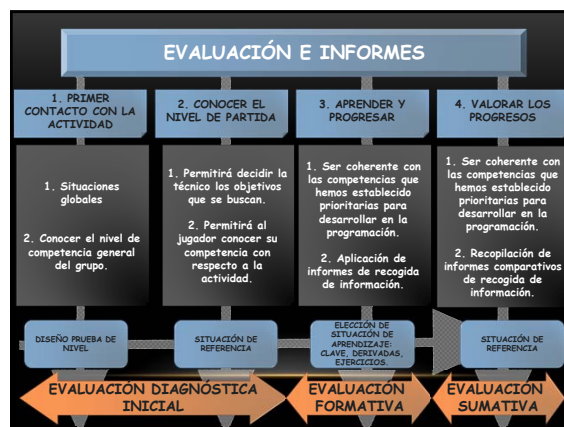 EVALUACIÓN E INFORMES
1. PRIMER
CONTACTO CON LA
ACTIVIDAD
2. CONOCER EL
NIVEL DE PARTIDA
3. APRENDER Y
PROGRESAR
4. VALORAR LOS
PROGRESOS
1. Situaciones
globales
2. Conocer el nivel de
competencia general
del grupo.
1. Permitirá decidir la
técnico los objetivos
que se buscan.
2. Permitirá al
jugador conocer su
competencia con
respecto a la
actividad.
1. Ser coherente con
las competencias que
hemos establecido
prioritarias para
desarrollar en la
programación.
2. Aplicación de
informes de recogida
de información.
1. Ser coherente con
las competencias que
hemos establecido
prioritarias para
desarrollar en la
programación.
2. Recopilación de
informes comparativos
de recogida de
información.
DISEÑO PRUEBA DE
NIVEL
SITUACIÓN DE
REFERENCIA
ELECCIÓN DE
SITUACIÓN DE
APRENDIZAJE:
CLAVE, DERIVADAS,
EJERCICIOS.
SITUACIÓN DE
REFERENCIA
EVALUACIÓN DIAGNÓSTICA
INICIAL
EVALUACIÓN
FORMATIVA
EVALUACIÓN
SUMATIVA